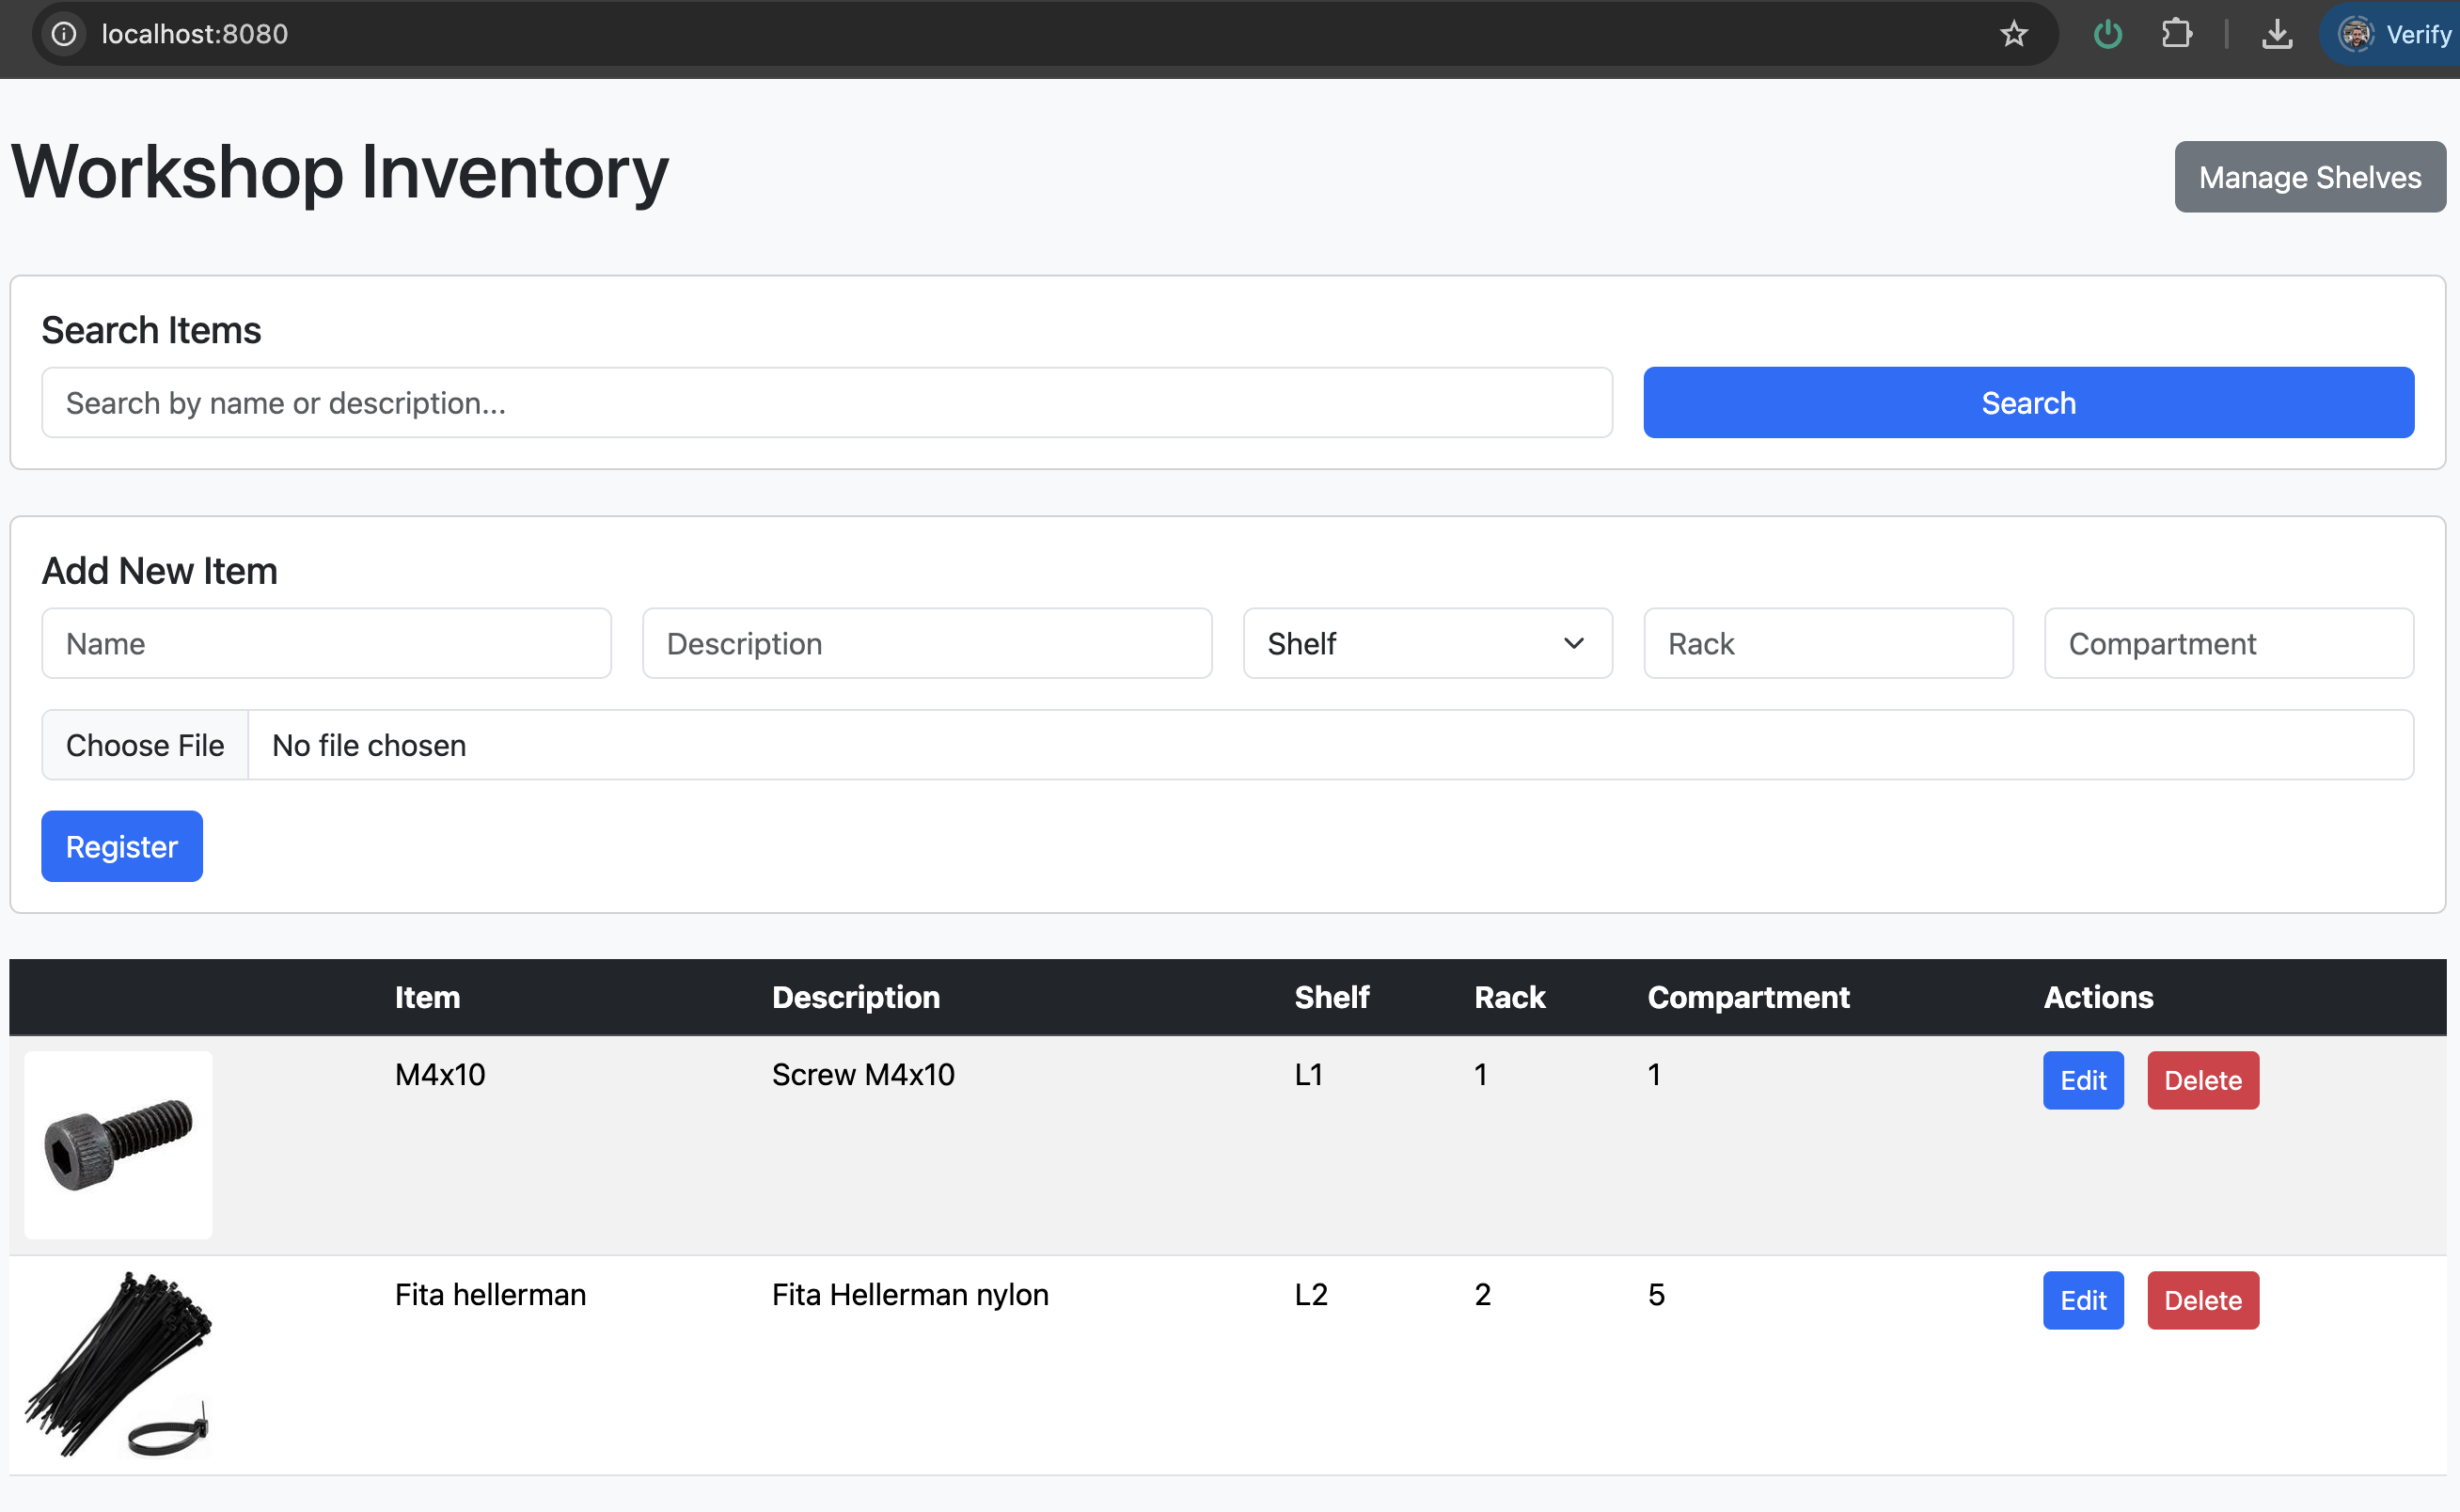 localhost:8080
Verify
Workshop Inventory
Manage Shelves
Search Items
Search by name or description...
Search
Add New Item
Name
Description
Shelf
Rack
Compartment
Choose File
No file chosen
Register
Item Description Shelf Rack Compartment Actions
M4x10 Screw M4x10 L1 1 1 Edit Delete
Fita hellerman Fita Hellerman nylon L2 2 5 Edit Delete